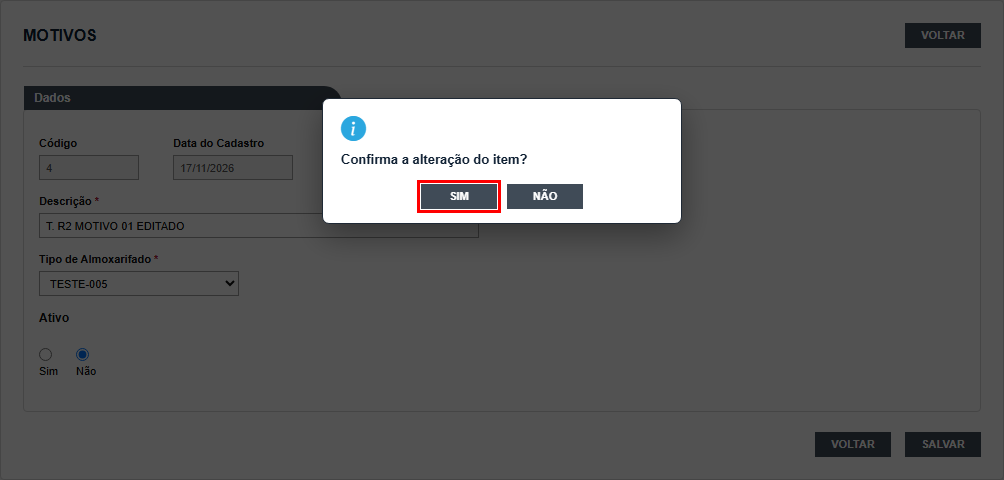 MOTIVOS
VOLTAR
Dados
Código
Data do Cadastro
4
17/11/2026
i
Confirma a alteração do item?
SIM
NÃO
Descrição *
T. R2 MOTIVO 01 EDITADO
Tipo de Almoxarifado *
TESTE-005
Ativo
Sim
Não
VOLTAR
SALVAR